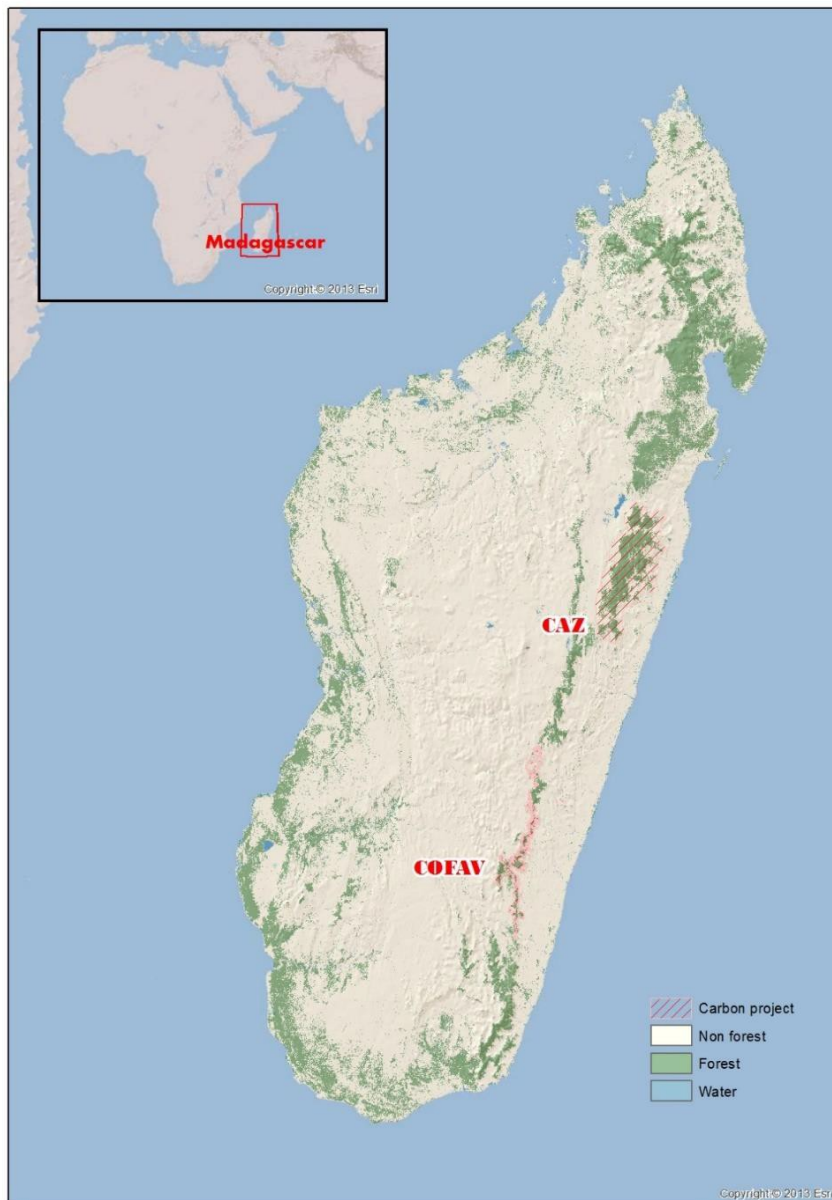 Madagascar
Copyright:© 2013 Esri
CAZ
COFAV
Carbon project
Non forest
Forest
Water
Copyright:© 2013 Esri